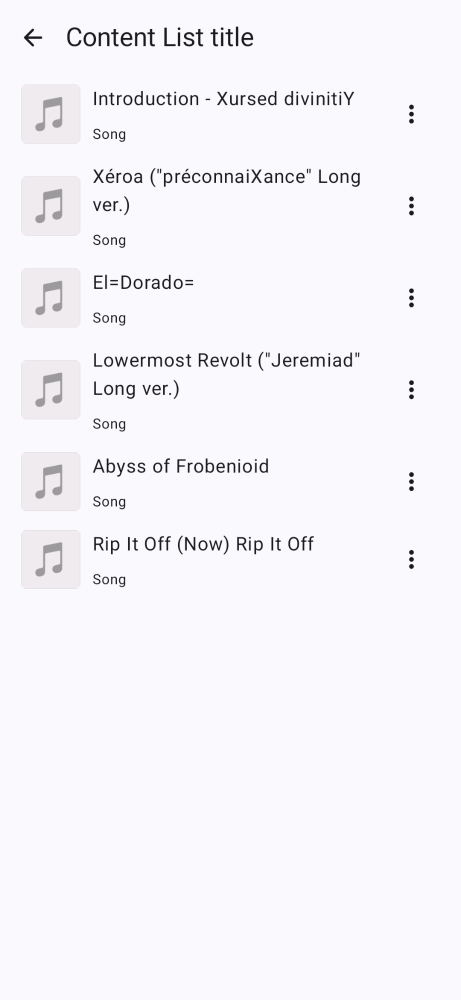 Content List title
Introduction - Xursed divinitiY
Song
Xéroa ("préconnaiXance" Long
ver.)
Song
El=Dorado=
Song
Lowermost Revolt ("Jeremiad"
Long ver.)
Song
Abyss of Frobenioid
Song
Rip It Off (Now) Rip It Off
Song